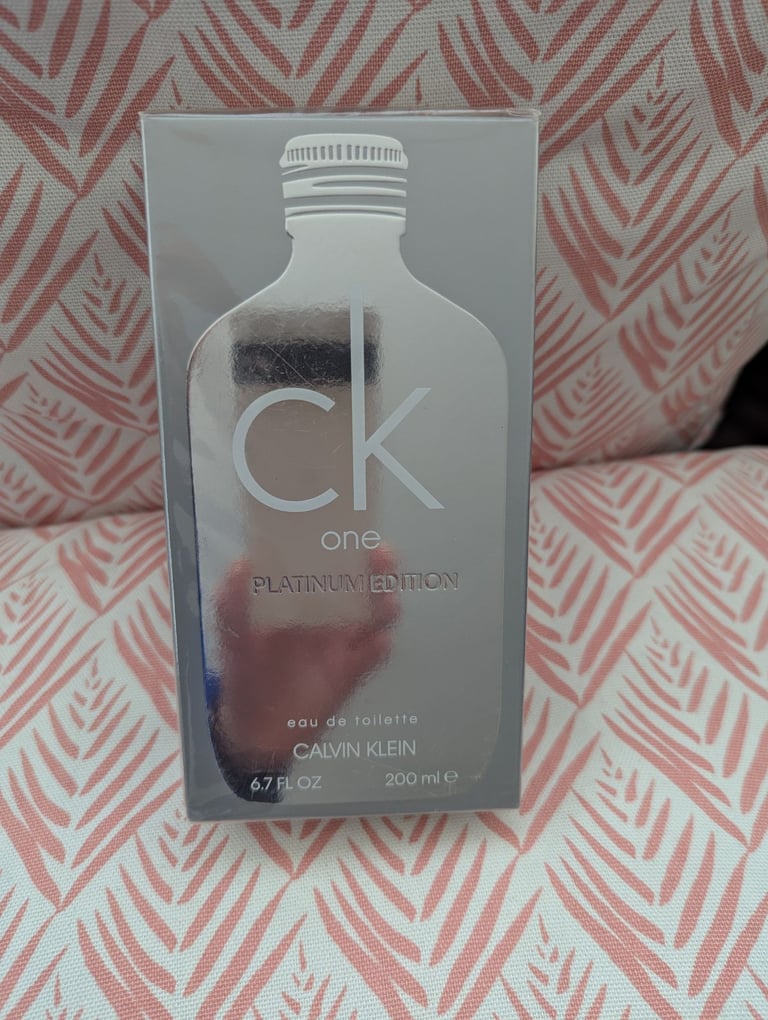 ck
one
PLATINUM EDITION
eau de toilette
CALVIN KLEIN
6.7 FL OZ 200 ml ℮